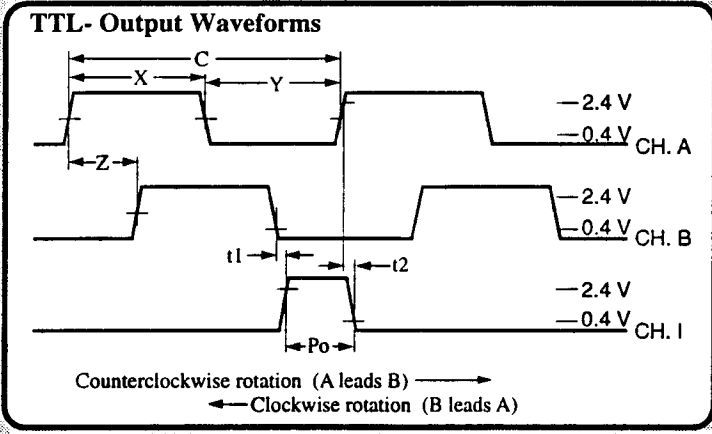 TTL- Output Waveforms
C
X
Y
2.4 V
0.4 V
CH. A
Z
2.4 V
0.4 V
CH. B
t1
t2
2.4 V
0.4 V
CH. I
Po
Counterclockwise rotation (A leads B)
Clockwise rotation (B leads A)